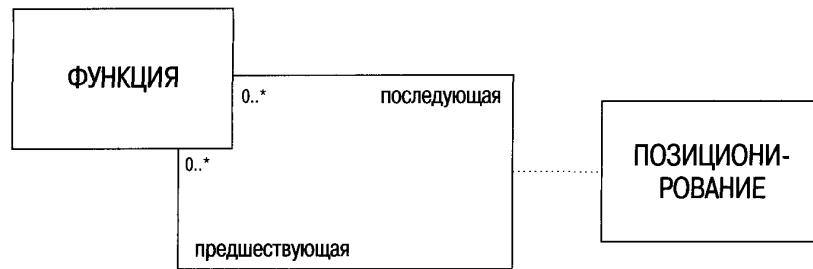 ФУНКЦИЯ
0..*
последующая
0..*
предшествующая
ПОЗИЦИОНИ-
РОВАНИЕ